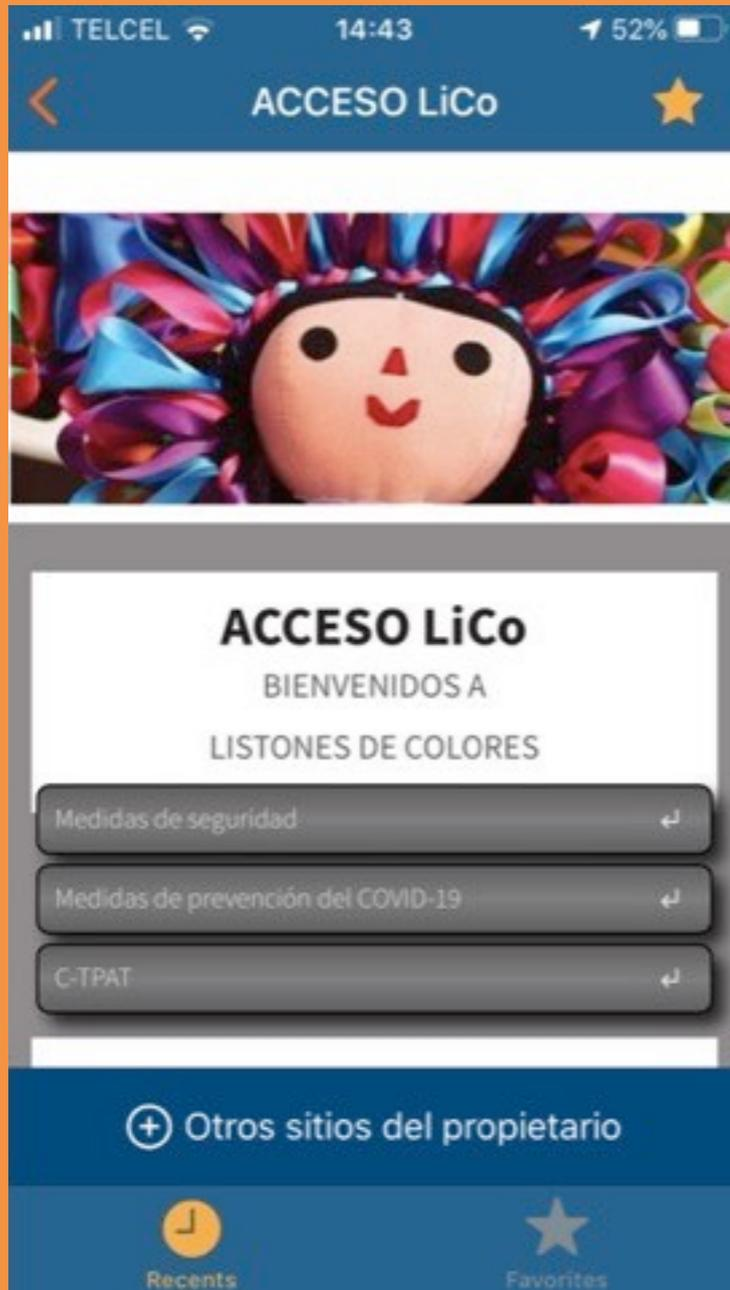 TELCEL 14:43 52%
ACCESO LiCo
ACCESO LiCo
BIENVENIDOS A
LISTONES DE COLORES
Medidas de seguridad
Medidas de prevención del COVID-19
C-TPAT
Otros sitios del propietario
Recents Favorites